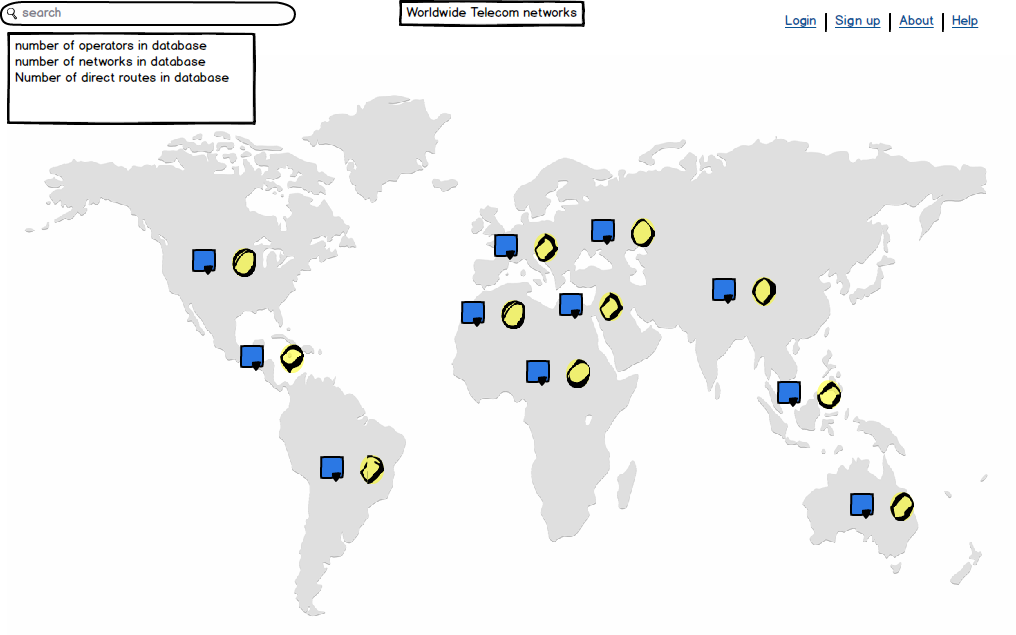 search
Worldwide Telecom networks
Login
Sign up
About
Help
number of operators in database
number of networks in database
Number of direct routes in database